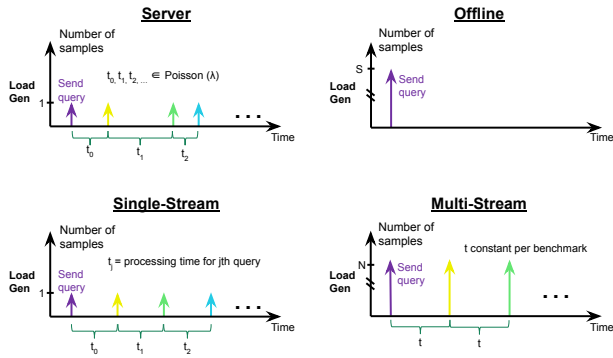 Server
Number of
samples
Load
Gen
1
Send
query
t0, t1, t2, ... ∈ Poisson (λ)
...
Time
t0
t1
t2
Offline
Number of
samples
S
Load
Gen
Send
query
Time
Single-Stream
Number of
samples
tj = processing time for jth query
Load
Gen
1
Send
query
...
Time
t0
t1
t2
Multi-Stream
Number of
samples
t constant per benchmark
N
Load
Gen
Send
query
...
Time
t
t